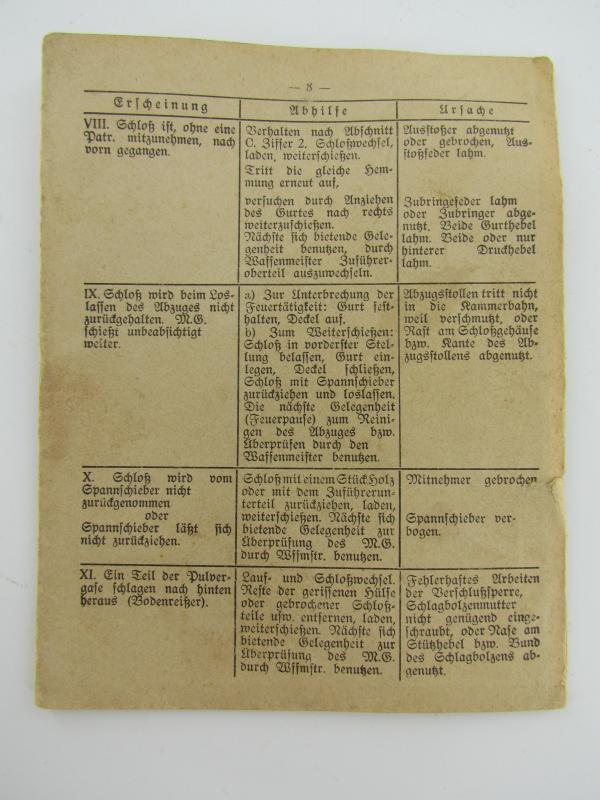 — 8 —
Erscheinung
Abhilfe
Ursache
VIII. Schloß ist, ohne eine
Patr. mitzunehmen, nach
vorn gegangen.
Verhalten nach Abschnitt
C. Ziffer 2. Schloßwechsel,
laden, weiterschießen.
Tritt die gleiche Hem-
mung erneut auf,
versuchen durch Anziehen
des Gurtes nach rechts
weiterzuschießen.
Nächste sich bietende Gele-
genheit benutzen, durch
Waffenmeister Zuführer-
oberteil auszuwechseln.
Ausstoßer abgenutzt
oder gebrochen, Aus-
stoßfeder lahm.
Zubringefeder lahm
oder Zubringer abge-
nutzt. Beide Gurthebel
lahm. Beide oder nur
hinterer Druckhebel
lahm.
IX. Schloß wird beim Los-
lassen des Abzuges nicht
zurückgehalten. M.G.
schießt unbeabsichtigt
weiter.
a) Zur Unterbrechung der
Feuertätigkeit: Gurt fest-
halten, Deckel auf.
b) Zum Weiterschießen:
Schloß in vorderster Stel-
lung belassen, Gurt ein-
legen, Deckel schließen,
Schloß mit Spannschieber
zurückziehen und loslassen.
Die nächste Gelegenheit
(Feuerpause) zum Reini-
gen des Abzuges bzw.
Überprüfen durch den
Waffenmeister benutzen.
Abzugsstollen tritt nicht
in die Kammerbahn,
weil verschmutzt, oder
Rast am Schloßgehäuse
bzw. Kante des Ab-
zugsstollens abgenutzt.
X. Schloß wird vom
Spannschieber nicht
zurückgenommen
oder
Spannschieber läßt sich
nicht zurückziehen.
Schloß mit einem Stück Holz
oder mit dem Zuführerun-
terteil zurückziehen, laden,
weiterschießen. Nächste sich
bietende Gelegenheit zur
Überprüfung des M.G.
durch Wffmstr. benutzen.
Mitnehmer gebrochen
Spannschieber ver-
bogen.
XI. Ein Teil der Pulver-
gase schlagen nach hinten
heraus (Bodenreißer).
Lauf- und Schloßwechsel.
Reste der gerissenen Hülse
oder gebrochener Schloß-
teile usw. entfernen, laden,
weiterschießen. Nächste sich
bietende Gelegenheit zur
Überprüfung des M.G.
durch Wffmstr. benutzen.
Fehlerhaftes Arbeiten
der Verschlußsperre,
Schlagbolzenmutter
nicht genügend einge-
schraubt, oder Nase am
Stützhebel bzw. Bund
des Schlagbolzens ab-
genutzt.